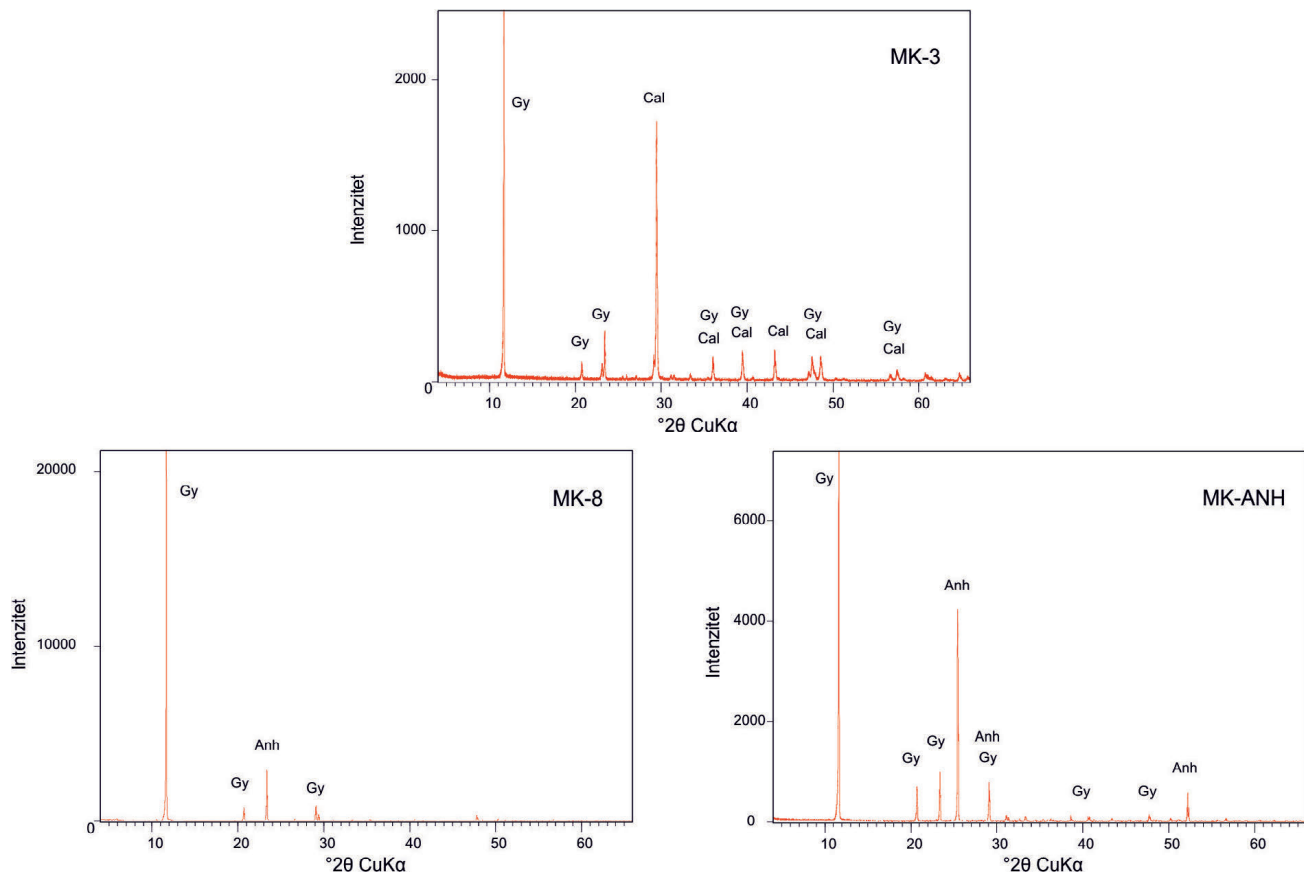 MK-3
2000
Gy
Cal
1000
Intenzitet
Gy Gy
Gy Gy Cal Gy Gy
Cal Cal Cal Cal
0
10 20 30 40 50 60
°2θ CuKα
20000
Gy
MK-8
10000
Intenzitet
Anh
Gy Gy
0
10 20 30 40 50 60
°2θ CuKα
Gy
MK-ANH
6000
Anh
4000
Intenzitet
2000
Gy Gy Anh Gy Gy Gy Anh
0
10 20 30 40 50 60
°2θ CuKα